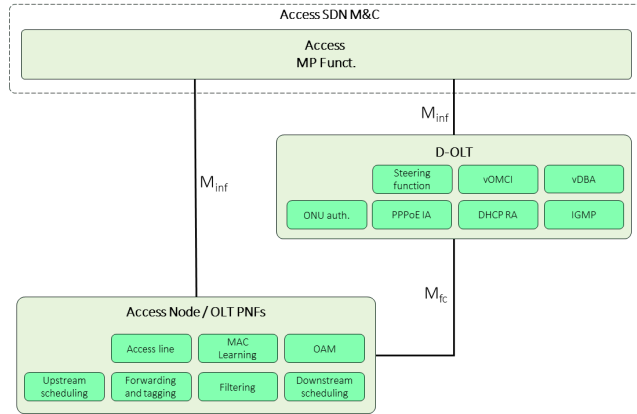 Access SDN M&C
Access
MP Funct.
Minf
Minf
D-OLT
Steering
function
vOMCI
vDBA
ONU auth.
PPPoE IA
DHCP RA
IGMP
Mfc
Access Node / OLT PNFs
Access line
MAC
Learning
OAM
Upstream
scheduling
Forwarding
and tagging
Filtering
Downstream
scheduling